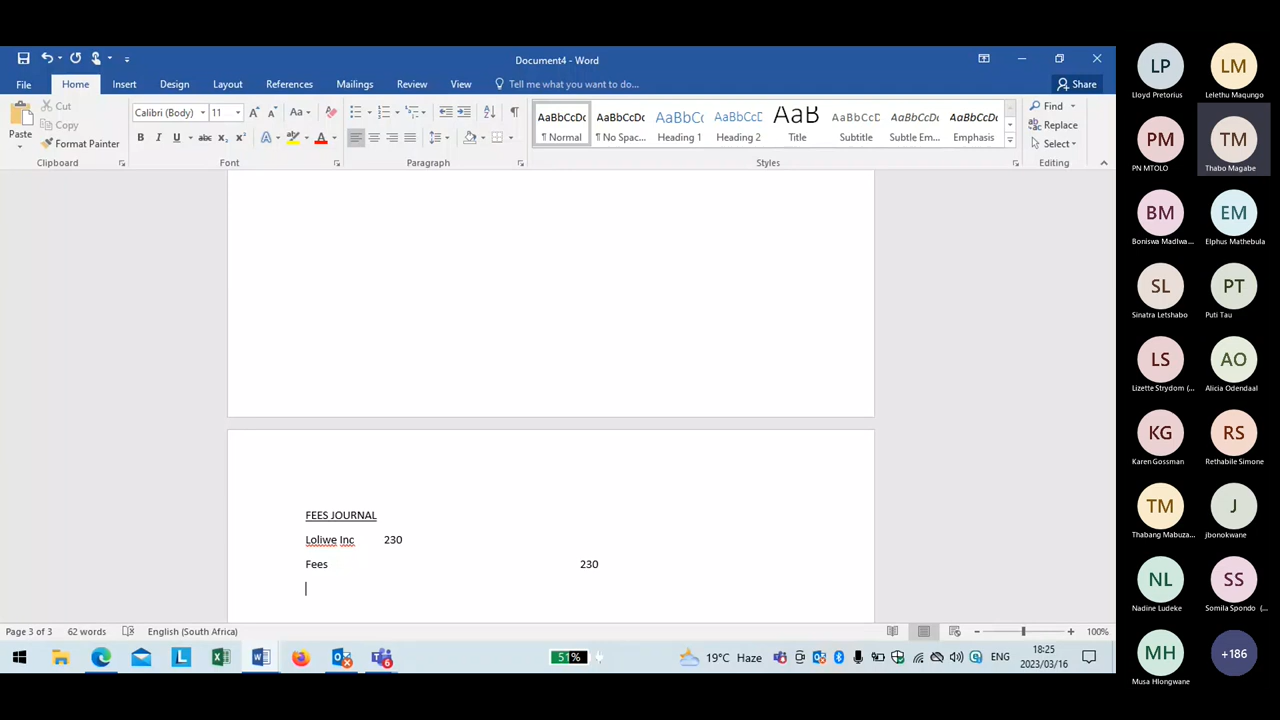 Document4 - Word
File Home Insert Design Layout References Mailings Review View Tell me what you want to do... Share
Paste Cut Copy Format Painter
Calibri (Body) 11
Clipboard Font Paragraph Styles Editing
AaBbCcDc AaBbCcDc AaBbCc AaBbCcD AaB AaBbCcD AaBbCcDc AaBbCcDc
¶ Normal ¶ No Spac... Heading 1 Heading 2 Title Subtitle Subtle Em... Emphasis
Find
Replace
Select
FEES JOURNAL
Loliwe Inc 230
Fees 230
Page 3 of 3 62 words English (South Africa) 100%
51% 19°C Haze ENG 18:25
2023/03/16
LP LM
Lloyd Pretorius Lelethu Maqungo
PM TM
PN MTOLO Thabo Magabe
BM EM
Boniswa Madlwa... Elphus Mathebula
SL PT
Sinatra Letshabo Puti Tau
LS AO
Lizette Strydom (... Alicia Odendaal
KG RS
Karen Gossman Rethabile Simone
TM J
Thabang Mabuza... jbonokwane
NL SS
Nadine Ludeke Somila Spondo (...
MH +186
Musa Hlongwane